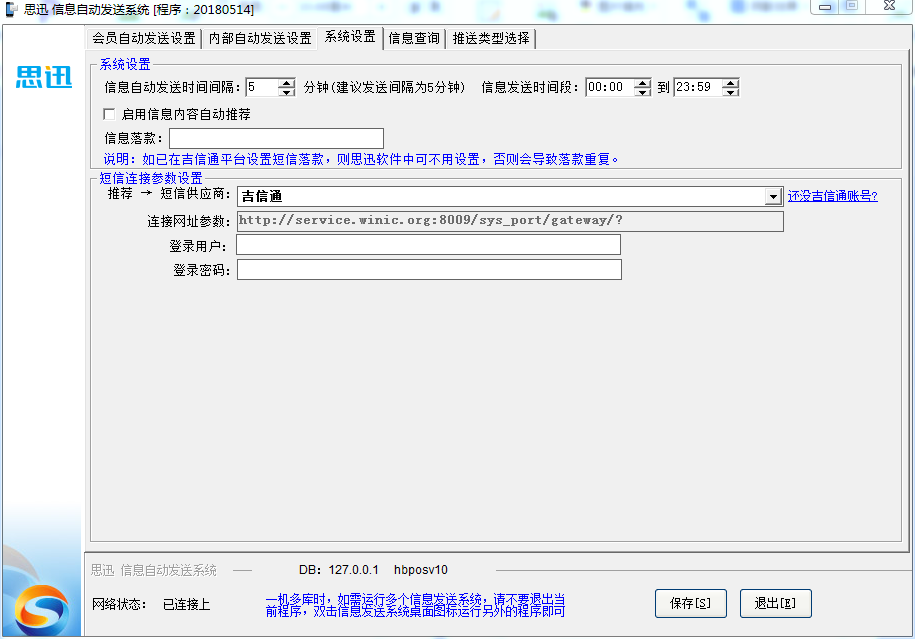 思迅 信息自动发送系统 [程序：20180514]
会员自动发送设置 内部自动发送设置 系统设置 信息查询 推送类型选择
思迅
系统设置
信息自动发送时间间隔： 5 分钟(建议发送间隔为5分钟) 信息发送时间段： 00:00 到 23:59
启用信息内容自动推荐
信息落款：
说明：如已在吉信通平台设置短信落款，则思迅软件中可不用设置，否则会导致落款重复。
短信连接参数设置
推荐 → 短信供应商： 吉信通 还没吉信通账号?
连接网址参数： http://service.winic.org:8009/sys_port/gateway/?
登录用户：
登录密码：
思迅 信息自动发送系统 DB: 127.0.0.1 hbposv10
网络状态： 已连接上
一机多库时，如需运行多个信息发送系统，请不要退出当
前程序，双击信息发送系统桌面图标运行另外的程序即可
保存[S] 退出[E]